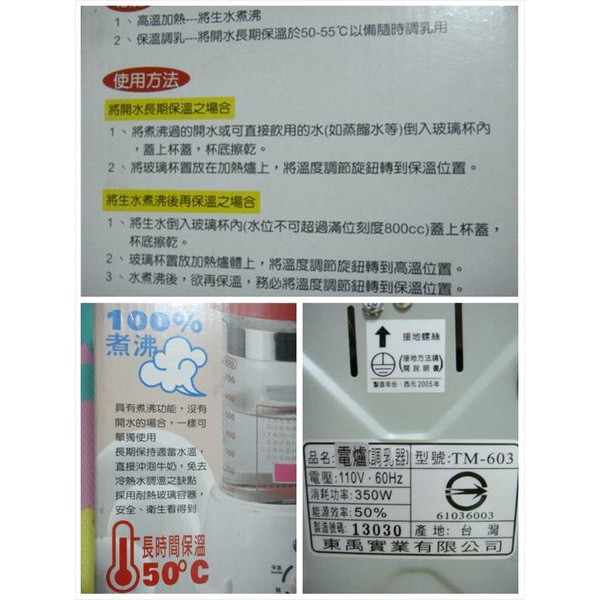 1、高溫加熱---將生水煮沸
2、保溫調乳---將開水長期保溫於50-55℃以備隨時調乳用
使用方法
將開水長期保溫之場合
1、將煮沸過的開水或可直接飲用的水(如蒸餾水等)倒入玻璃杯內
，蓋上杯蓋，杯底擦乾。
2、將玻璃杯置放在加熱爐上，將溫度調節旋鈕轉到保溫位置。
將生水煮沸後再保溫之場合
1、將生水倒入玻璃杯內(水位不可超過滿位刻度800cc)蓋上杯蓋，
杯底擦乾。
2、玻璃杯置放加熱爐體上，將溫度調節旋鈕轉到高溫位置。
3、水煮沸後，欲再保溫，務必將溫度調節旋鈕轉到保溫位置。
100%
煮沸
具有煮沸功能，沒有
開水的場合，一樣可
單獨使用
長期保持適當水溫，
直接沖泡牛奶，免去
冷熱水調溫之缺點
採用耐熱玻璃容器，
安全、衛生看得到
長時間保溫
50°C
700
600
500
400
300
200
保溫
接地螺絲
(接地方法請
閱說明書)
製造年份：西元2005年
品名:電爐(調乳器)
型號:TM-603
電壓:110V·60Hz
消耗功率:350W
能源效率:50%
61036003
製造號碼: 13030
產地:台灣
東禹實業有限公司